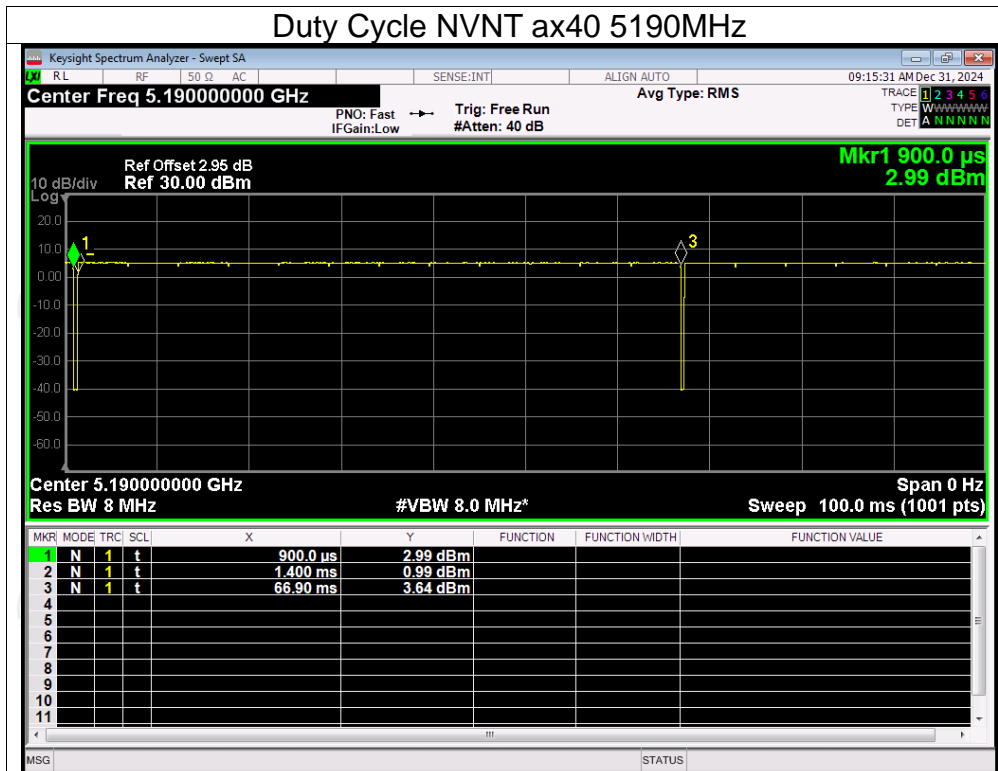 Duty Cycle NVNT ax40 5190MHz
Keysight Spectrum Analyzer - Swept SA
LXI RL RF 50 Ω AC SENSE:INT ALIGN AUTO 09:15:31 AM Dec 31, 2024
Center Freq 5.190000000 GHz Avg Type: RMS TRACE 1 2 3 4 5 6
PNO: Fast Trig: Free Run TYPE WWWWWW
IFGain:Low #Atten: 40 dB DET A N N N N N
Mkr1 900.0 µs
Ref Offset 2.95 dB
10 dB/div Ref 30.00 dBm 2.99 dBm
Log
20.0
10.0
0.00
-10.0
-20.0
-30.0
-40.0
-50.0
-60.0
1
3
Center 5.190000000 GHz Span 0 Hz
Res BW 8 MHz #VBW 8.0 MHz* Sweep 100.0 ms (1001 pts)
MKR MODE TRC SCL X Y FUNCTION FUNCTION WIDTH FUNCTION VALUE
1 N 1 t 900.0 µs 2.99 dBm
2 N 1 t 1.400 ms 0.99 dBm
3 N 1 t 66.90 ms 3.64 dBm
4
5
6
7
8
9
10
11
MSG STATUS